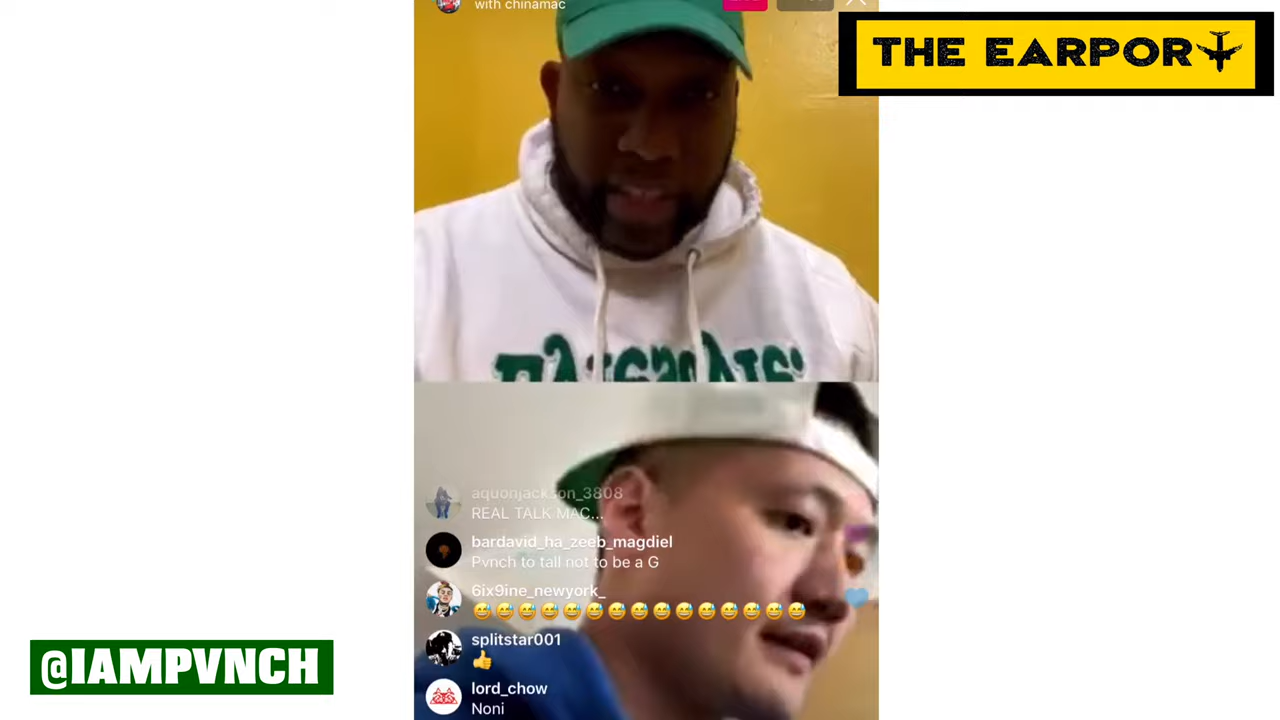 with chinamac
THE EARPOR
aquonjackson_3808
REAL TALK MAC...
bardavid_ha_zeeb_magdiel
Pvnch to tall not to be a G
6ix9ine_newyork_
😅😅😅😅😅😅😅😅😅😅😅😅😅😅😅
splitstar001
👍
@IAMPVNCH
lord_chow
Noni